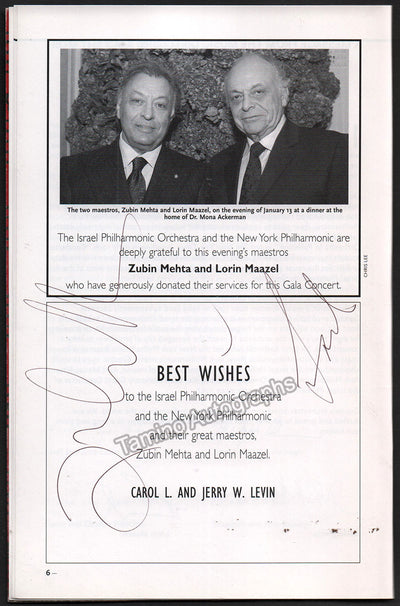 The two maestros, Zubin Mehta and Lorin Maazel, on the evening of January 13 at a dinner at the
home of Dr. Mona Ackerman
The Israel Philharmonic Orchestra and the New York Philharmonic are
deeply grateful to this evening's maestros
Zubin Mehta and Lorin Maazel
who have generously donated their services for this Gala Concert.
CHRIS LEE
BEST WISHES
to the Israel Philharmonic Orchestra
and the New York Philharmonic
and their great maestros,
Zubin Mehta and Lorin Maazel.
Tamino Autographs
CAROL L. AND JERRY W. LEVIN
6